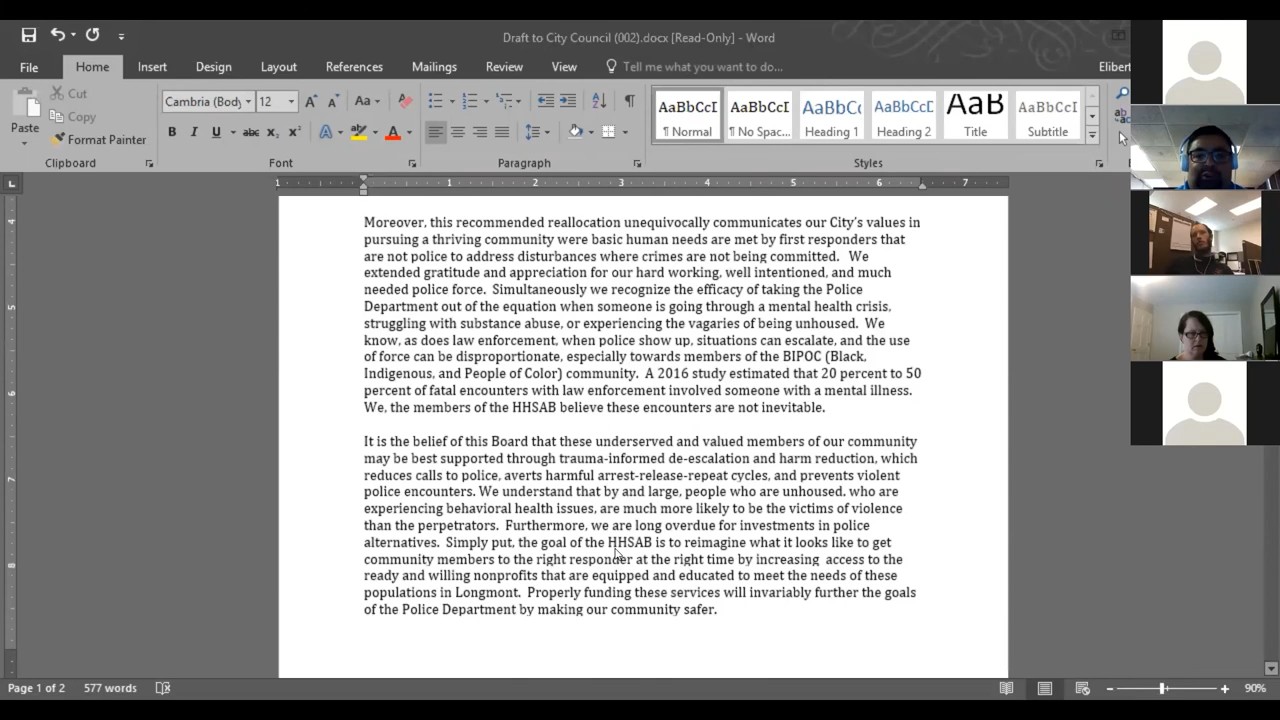 Draft to City Council (002).docx [Read-Only] - Word
File Home Insert Design Layout References Mailings Review View Tell me what you want to do... Elibert
Cut
Copy
Format Painter
Paste
Cambria (Body 12
Clipboard Font Paragraph Styles
AaBbCcI AaBbCcI AaBbCc AaBbCcI AaB AaBbCcI
¶ Normal ¶ No Spac... Heading 1 Heading 2 Title Subtitle
1 1 2 3 4 5 6 7
Moreover, this recommended reallocation unequivocally communicates our City's values in
pursuing a thriving community were basic human needs are met by first responders that
are not police to address disturbances where crimes are not being committed. We
extended gratitude and appreciation for our hard working, well intentioned, and much
needed police force. Simultaneously we recognize the efficacy of taking the Police
Department out of the equation when someone is going through a mental health crisis,
struggling with substance abuse, or experiencing the vagaries of being unhoused. We
know, as does law enforcement, when police show up, situations can escalate, and the use
of force can be disproportionate, especially towards members of the BIPOC (Black,
Indigenous, and People of Color) community. A 2016 study estimated that 20 percent to 50
percent of fatal encounters with law enforcement involved someone with a mental illness.
We, the members of the HHSAB believe these encounters are not inevitable.
It is the belief of this Board that these underserved and valued members of our community
may be best supported through trauma-informed de-escalation and harm reduction, which
reduces calls to police, averts harmful arrest-release-repeat cycles, and prevents violent
police encounters. We understand that by and large, people who are unhoused. who are
experiencing behavioral health issues, are much more likely to be the victims of violence
than the perpetrators. Furthermore, we are long overdue for investments in police
alternatives. Simply put, the goal of the HHSAB is to reimagine what it looks like to get
community members to the right responder at the right time by increasing access to the
ready and willing nonprofits that are equipped and educated to meet the needs of these
populations in Longmont. Properly funding these services will invariably further the goals
of the Police Department by making our community safer.
Page 1 of 2 577 words 90%